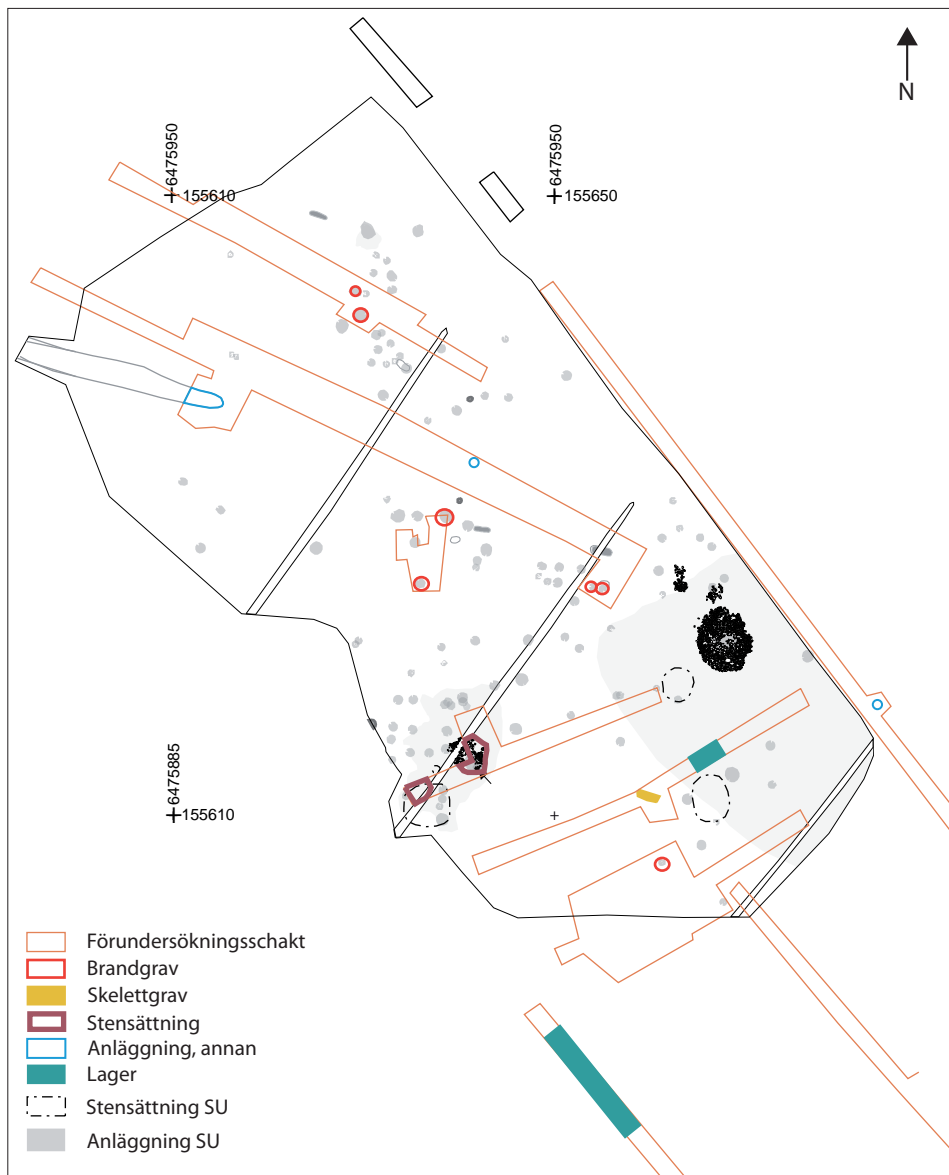 N
6475950
155610
6475950
155650
6475885
155610
Förundersökningsschakt
Brandgrav
Skelettgrav
Stensättning
Anläggning, annan
Lager
Stensättning SU
Anläggning SU